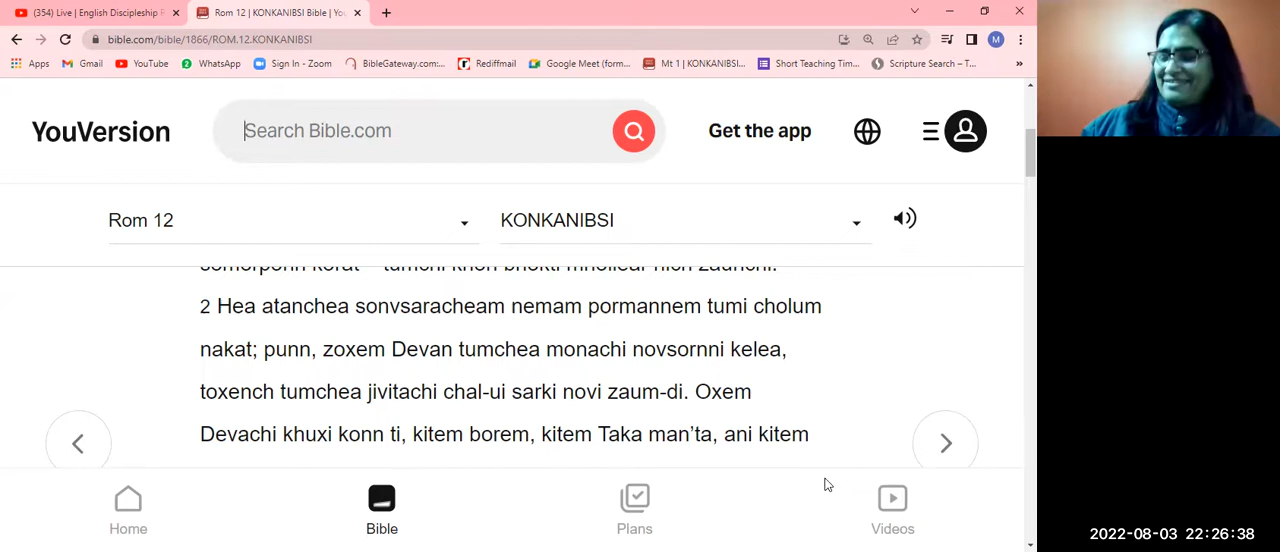 (354) Live | English Discipleship P
Rom 12 | KONKANIBSI Bible | You
bible.com/bible/1866/ROM.12.KONKANIBSI
M
Apps Gmail YouTube 2 WhatsApp Sign In - Zoom BibleGateway.com:... Rediffmail Google Meet (form... Mt 1 | KONKANIBSI... Short Teaching Tim... Scripture Search – T...
YouVersion
Search Bible.com
Get the app
Rom 12
KONKANIBSI
2 Hea atanchea sonvsaracheam nemam pormannem tumi cholum
nakat; punn, zoxem Devan tumchea monachi novsornni kelea,
toxench tumchea jivitachi chal-ui sarki novi zaum-di. Oxem
Devachi khuxi konn ti, kitem borem, kitem Taka man’ta, ani kitem
Home
Bible
Plans
Videos
2022-08-03 22:26:38